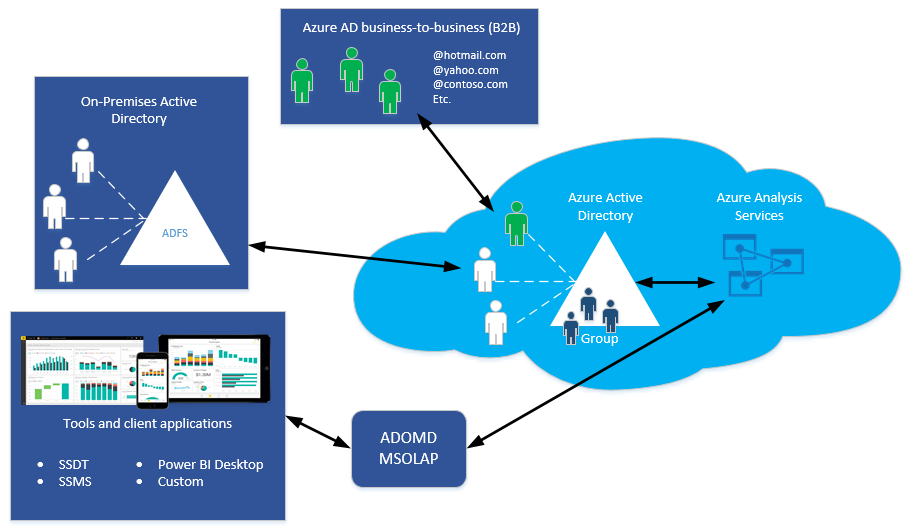 Azure AD business-to-business (B2B)
@hotmail.com
@yahoo.com
@contoso.com
Etc.
On-Premises Active
Directory
ADFS
Azure Active
Directory
Group
Azure Analysis
Services
Tools and client applications
SSDT
SSMS
Power BI Desktop
Custom
ADOMD
MSOLAP